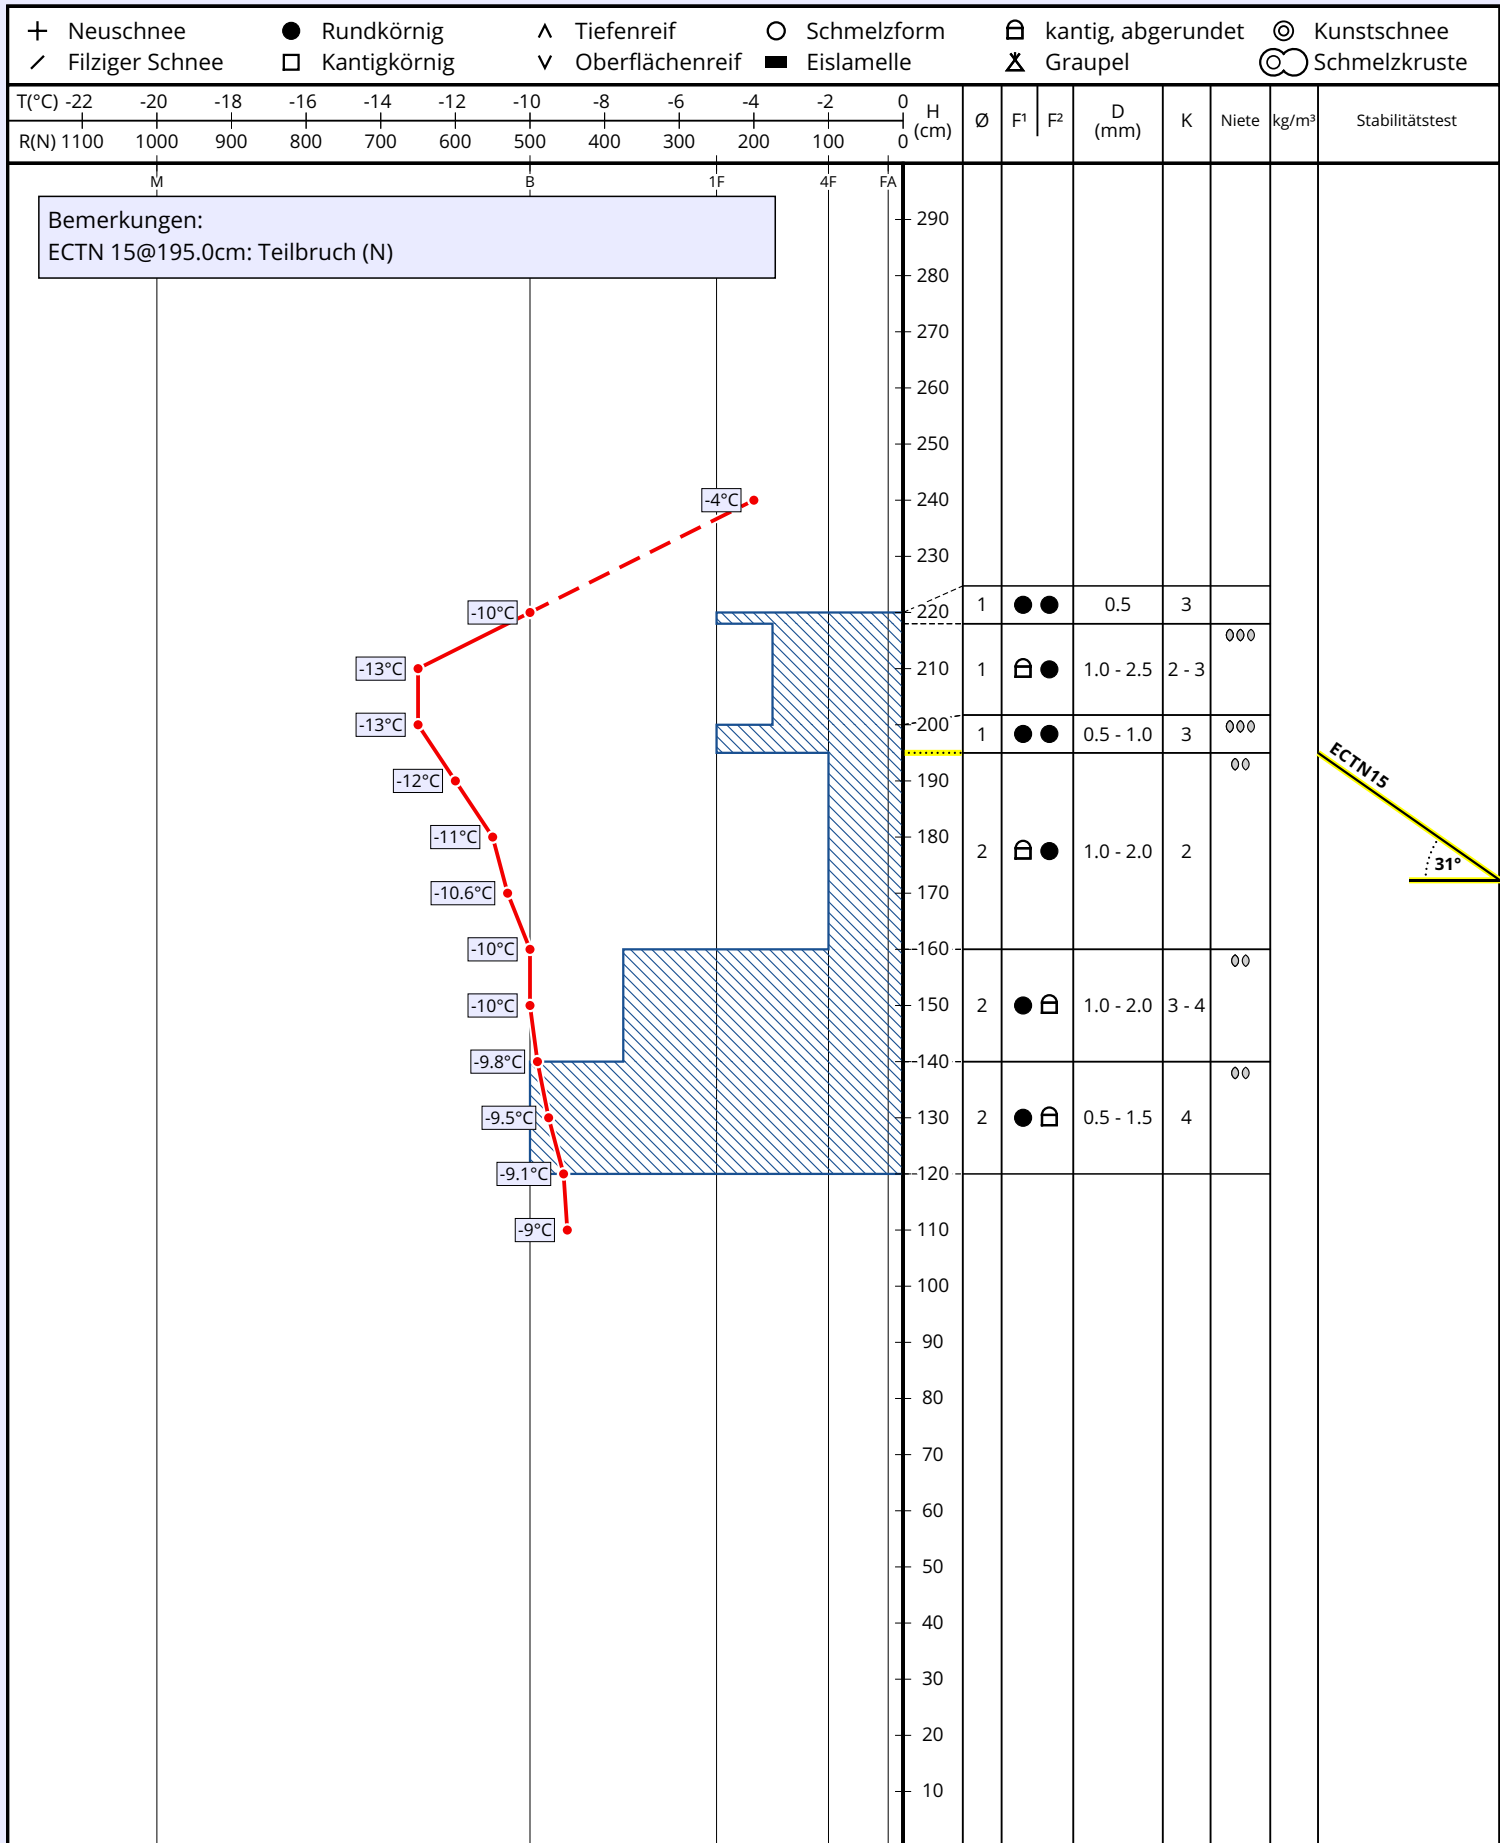 Neuschnee Rundkörnig Tiefenreif Schmelzform kantig, abgerundet Kunstschnee
Filziger Schnee Kantigkörnig Oberflächenreif Eislamelle Graupel Schmelzkruste
T(°C) -22 -20 -18 -16 -14 -12 -10 -8 -6 -4 -2 0
R(N) 1100 1000 900 800 700 600 500 400 300 200 100 0
H (cm) Ø F¹ F² D (mm) K Niete kg/m³ Stabilitätstest
M B 1F 4F FA
Bemerkungen:
ECTN 15@195.0cm: Teilbruch (N)
290
280
270
260
250
-4°C 240
230
-10°C 220 1 0.5 3
-13°C 210 1 1.0 - 2.5 2 - 3
-13°C 200 1 0.5 - 1.0 3
ECTN15
-12°C 190
-11°C 180
2 1.0 - 2.0 2
31°
-10.6°C 170
-10°C 160
-10°C 150 2 1.0 - 2.0 3 - 4
-9.8°C 140
-9.5°C 130 2 0.5 - 1.5 4
-9.1°C 120
-9°C 110
100
90
80
70
60
50
40
30
20
10